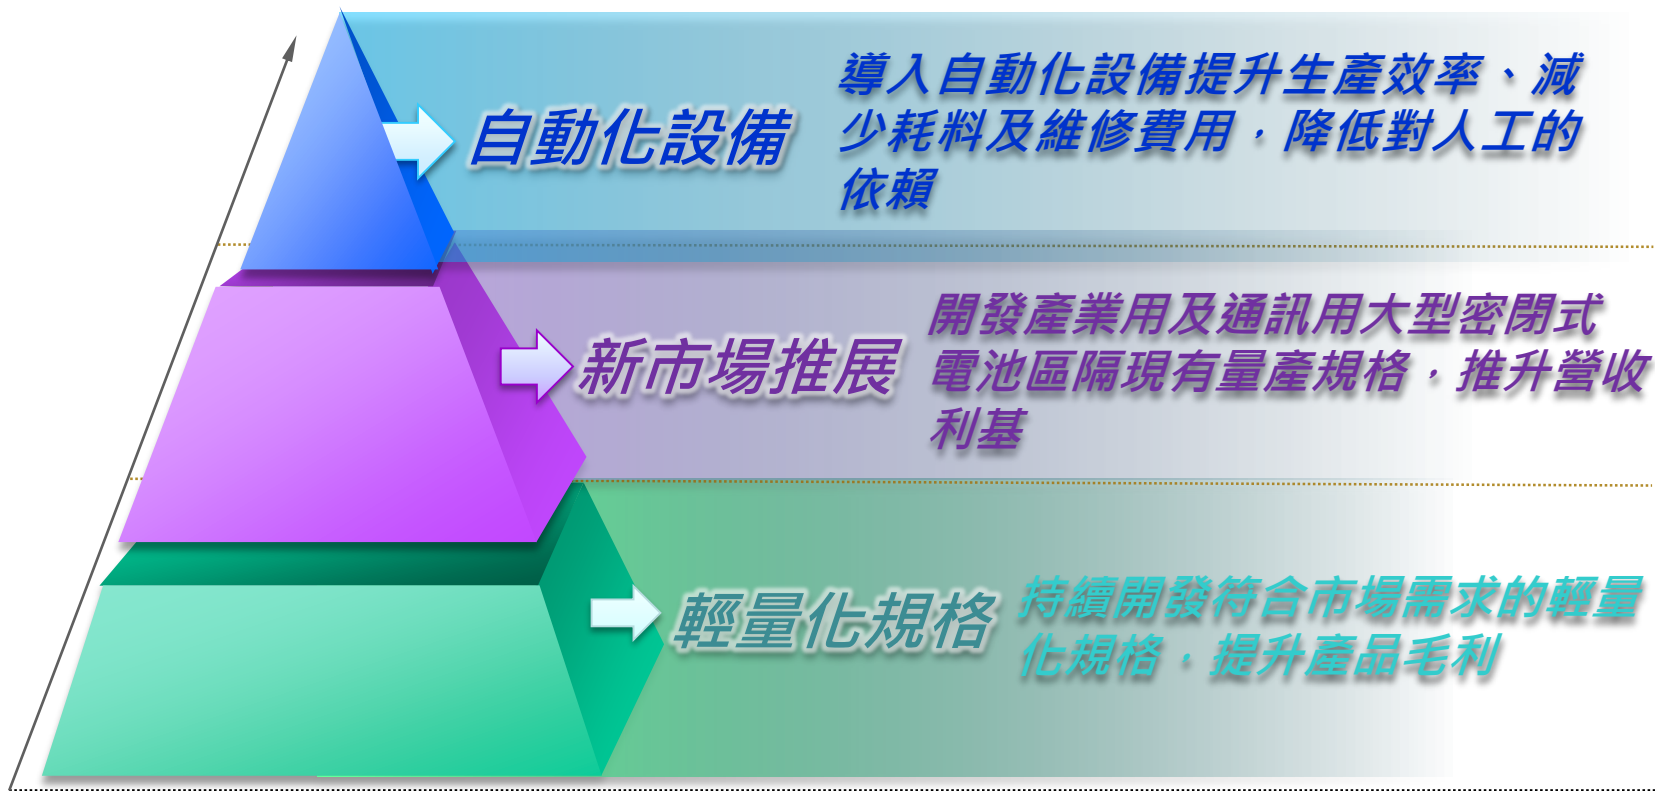 自動化設備
導入自動化設備提升生產效率、減
少耗料及維修費用，降低對人工的
依賴
新市場推展
開發產業用及通訊用大型密閉式
電池區隔現有量產規格，推升營收
利基
輕量化規格
持續開發符合市場需求的輕量
化規格，提升產品毛利